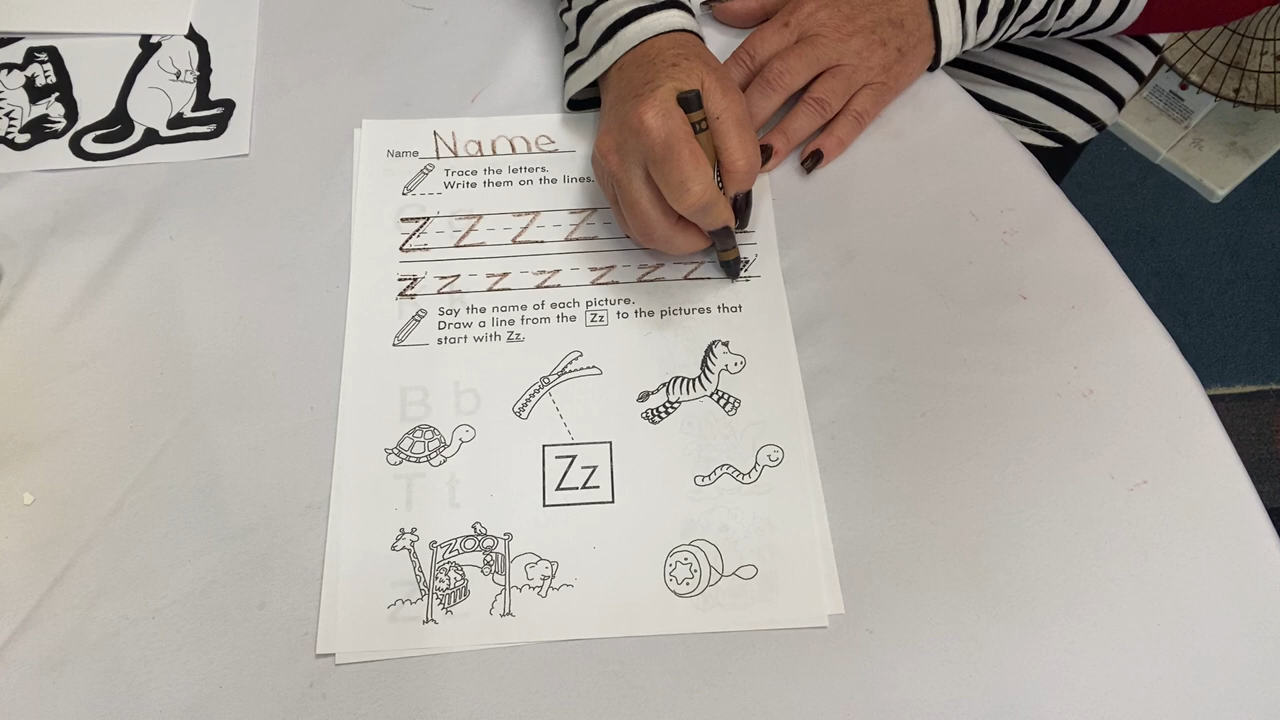 Name Name
Trace the letters.
Write them on the lines.
Z Z Z Z
z z z z z z z
Say the name of each picture.
Draw a line from the Zz to the pictures that
start with Zz.
B b
Zz
T t
ZOO